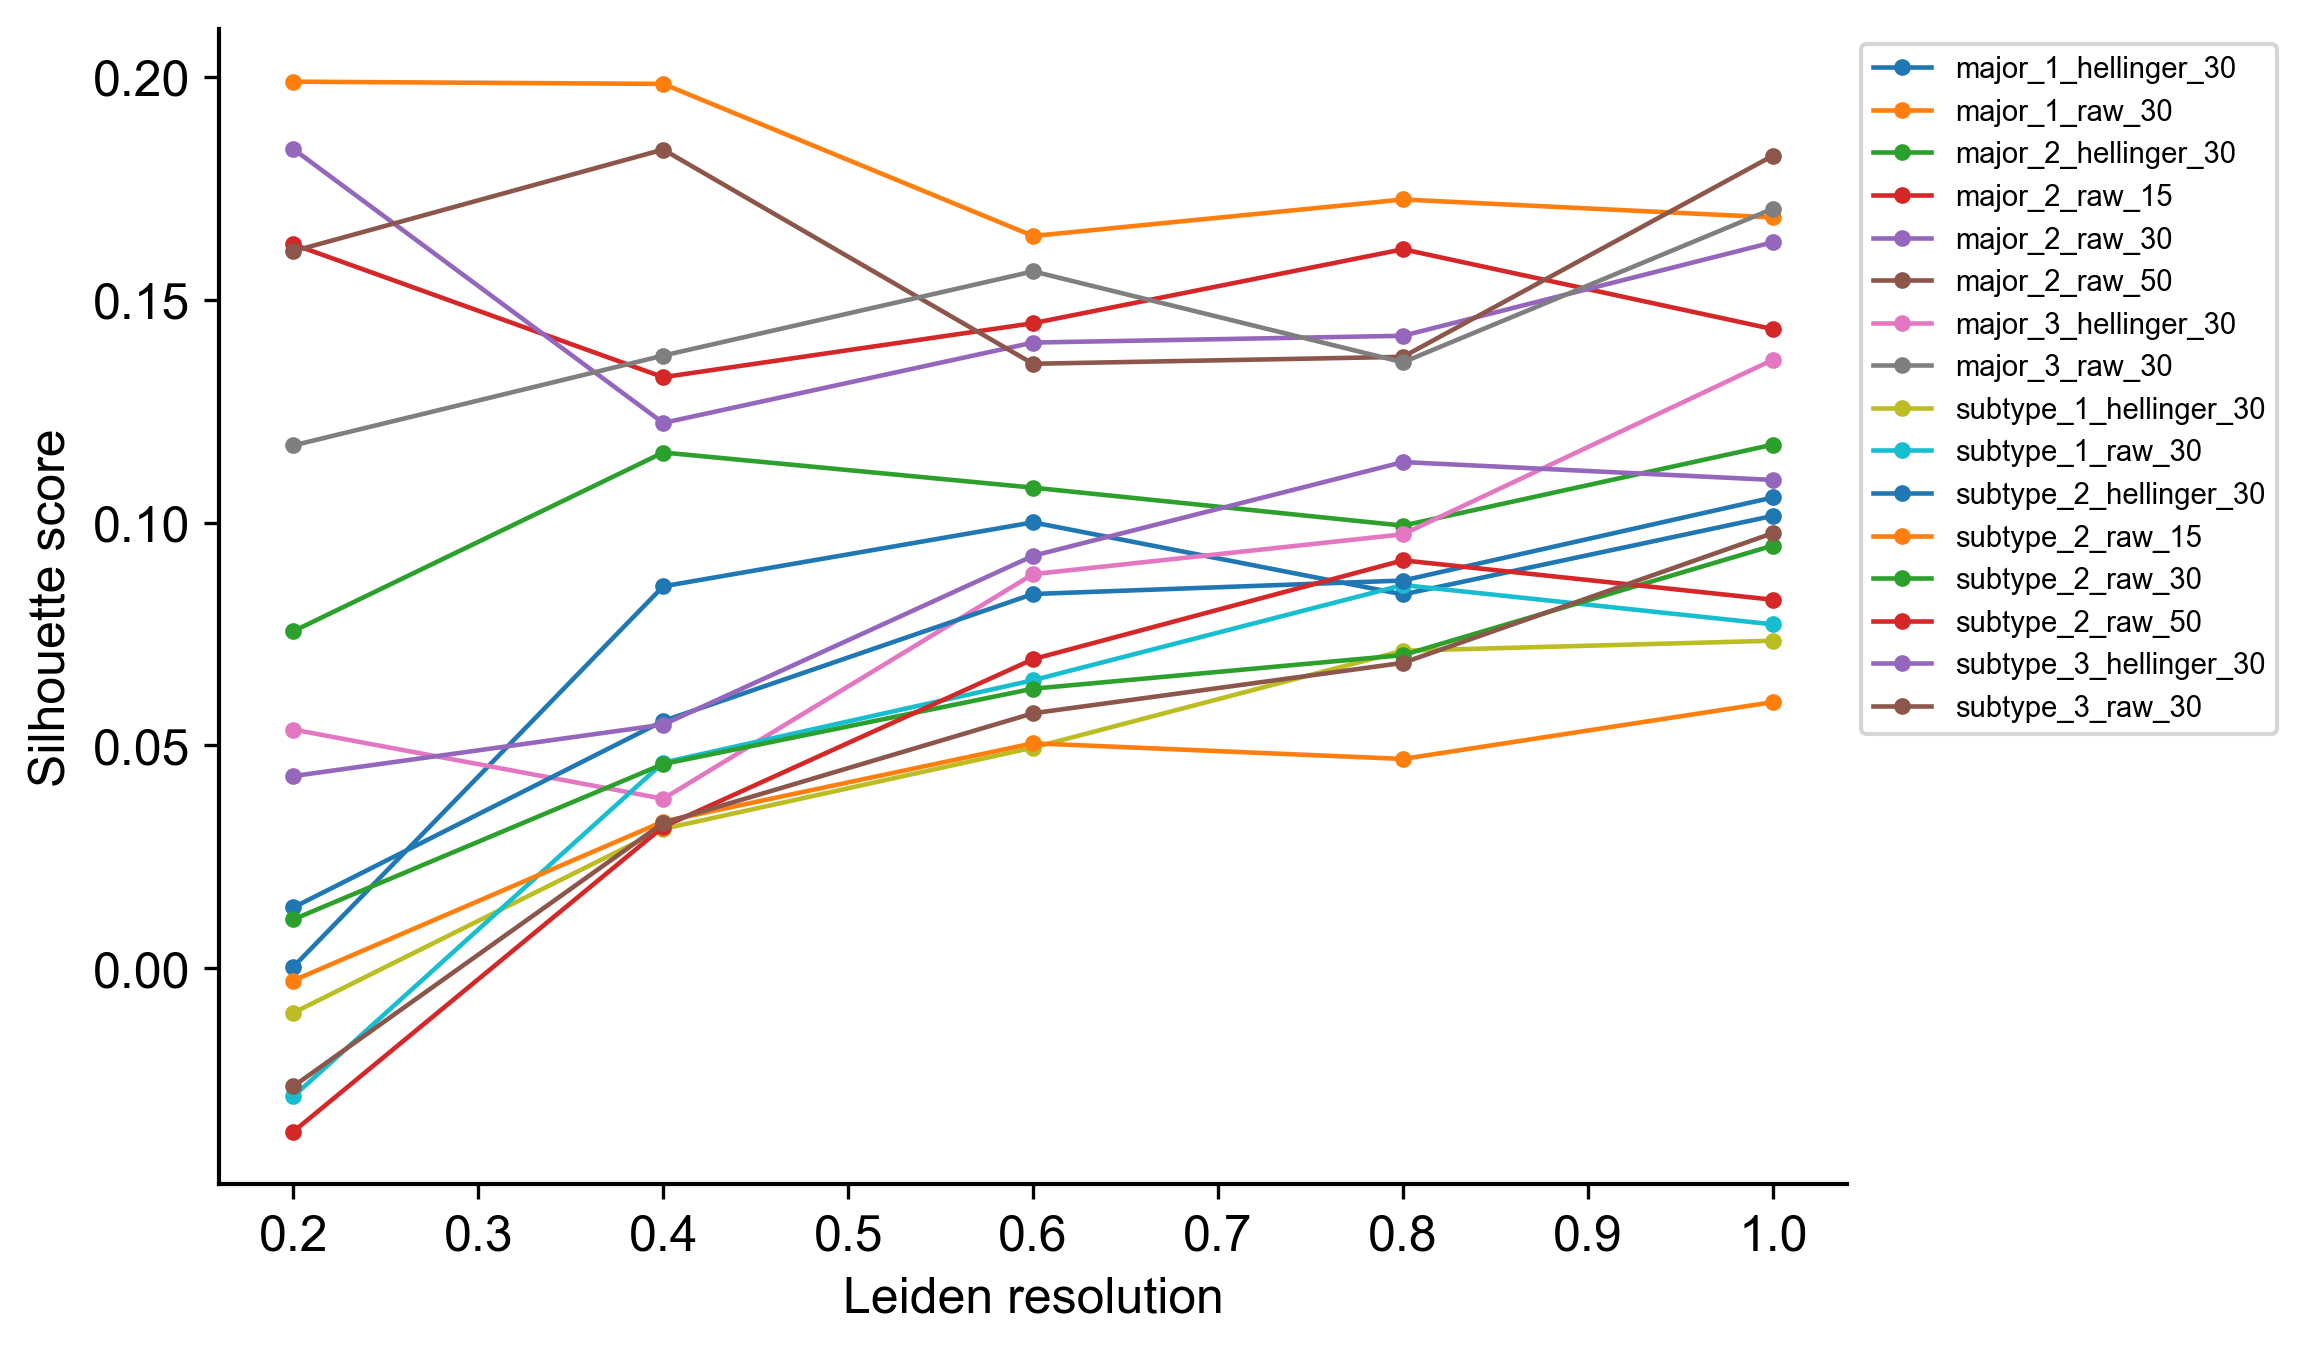 0.20
0.15
0.10
0.05
0.00
Silhouette score
0.2 0.3 0.4 0.5 0.6 0.7 0.8 0.9 1.0
Leiden resolution
major_1_hellinger_30
major_1_raw_30
major_2_hellinger_30
major_2_raw_15
major_2_raw_30
major_2_raw_50
major_3_hellinger_30
major_3_raw_30
subtype_1_hellinger_30
subtype_1_raw_30
subtype_2_hellinger_30
subtype_2_raw_15
subtype_2_raw_30
subtype_2_raw_50
subtype_3_hellinger_30
subtype_3_raw_30